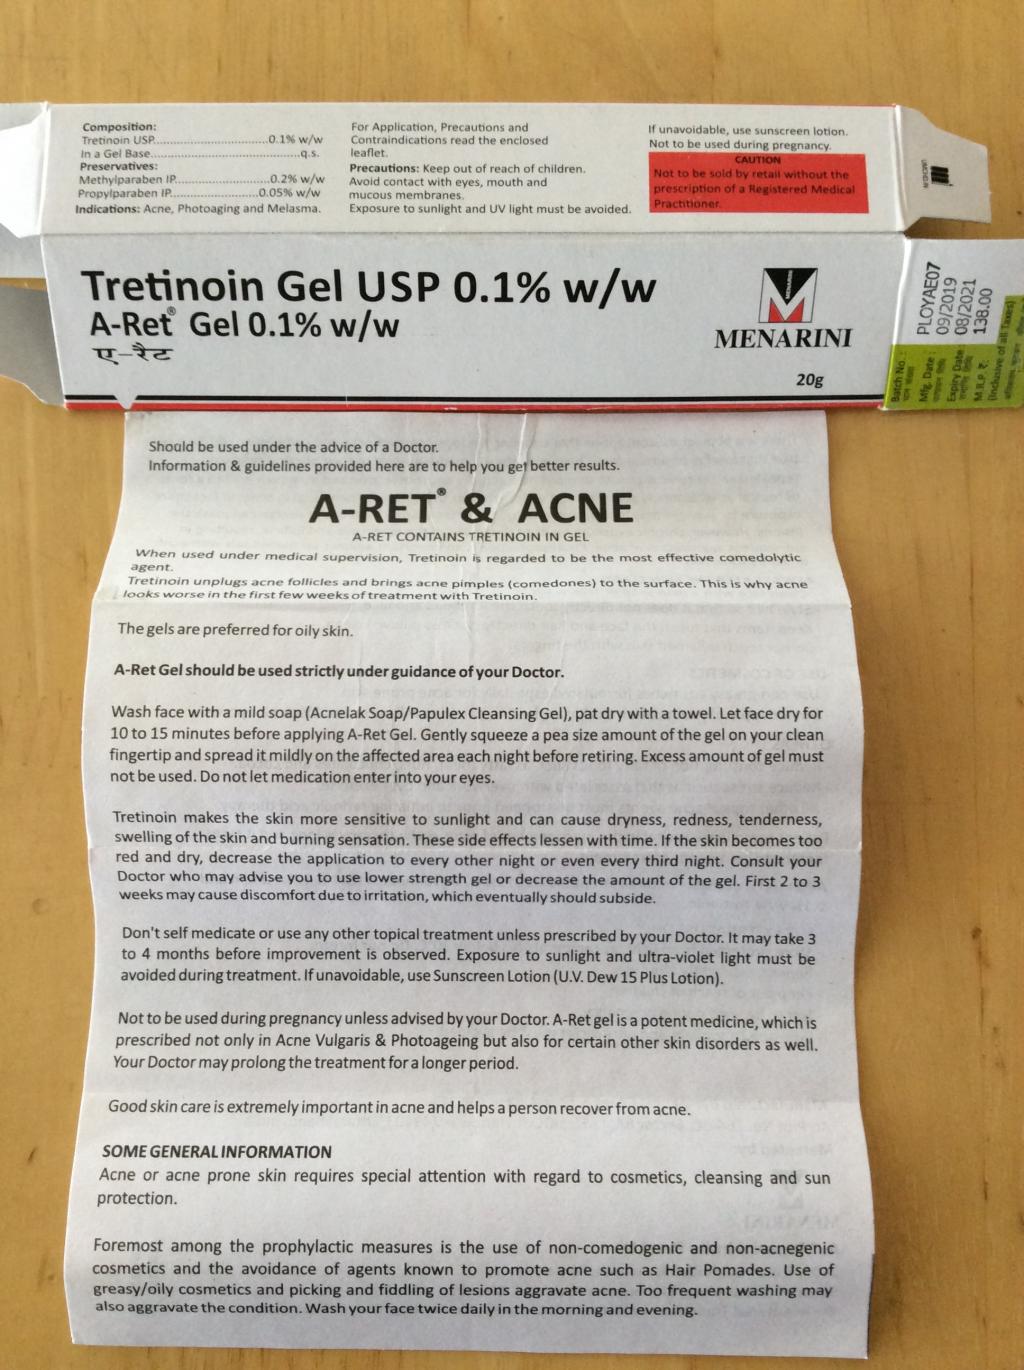 Composition:
Tretinoin USP..............................0.1% w/w
In a Gel Base.......................................q.s.
Preservatives:
Methylparaben IP........................0.2% w/w
Propylparaben IP......................0.05% w/w
Indications: Acne, Photoaging and Melasma.
For Application, Precautions and
Contraindications read the enclosed
leaflet.
Precautions: Keep out of reach of children.
Avoid contact with eyes, mouth and
mucous membranes.
Exposure to sunlight and UV light must be avoided.
If unavoidable, use sunscreen lotion.
Not to be used during pregnancy.
CAUTION
Not to be sold by retail without the
prescription of a Registered Medical
Practitioner.
Tretinoin Gel USP 0.1% w/w
A-Ret® Gel 0.1% w/w
ए-रैट
MENARINI
MENARINI
20g
Batch No. : PLOYAE07
Mfg. Date : 09/2019
Expiry Date : 08/2021
M.R.P. ₹. : 138.00
(Inclusive of all Taxes)
Should be used under the advice of a Doctor.
Information & guidelines provided here are to help you get better results.
A-RET® & ACNE
A-RET CONTAINS TRETINOIN IN GEL
When used under medical supervision, Tretinoin is regarded to be the most effective comedolytic
agent.
Tretinoin unplugs acne follicles and brings acne pimples (comedones) to the surface. This is why acne
looks worse in the first few weeks of treatment with Tretinoin.
The gels are preferred for oily skin.
A-Ret Gel should be used strictly under guidance of your Doctor.
Wash face with a mild soap (Acnelak Soap/Papulex Cleansing Gel), pat dry with a towel. Let face dry for
10 to 15 minutes before applying A-Ret Gel. Gently squeeze a pea size amount of the gel on your clean
fingertip and spread it mildly on the affected area each night before retiring. Excess amount of gel must
not be used. Do not let medication enter into your eyes.
Tretinoin makes the skin more sensitive to sunlight and can cause dryness, redness, tenderness,
swelling of the skin and burning sensation. These side effects lessen with time. If the skin becomes too
red and dry, decrease the application to every other night or even every third night. Consult your
Doctor who may advise you to use lower strength gel or decrease the amount of the gel. First 2 to 3
weeks may cause discomfort due to irritation, which eventually should subside.
Don't self medicate or use any other topical treatment unless prescribed by your Doctor. It may take 3
to 4 months before improvement is observed. Exposure to sunlight and ultra-violet light must be
avoided during treatment. If unavoidable, use Sunscreen Lotion (U.V. Dew 15 Plus Lotion).
Not to be used during pregnancy unless advised by your Doctor. A-Ret gel is a potent medicine, which is
prescribed not only in Acne Vulgaris & Photoageing but also for certain other skin disorders as well.
Your Doctor may prolong the treatment for a longer period.
Good skin care is extremely important in acne and helps a person recover from acne.
SOME GENERAL INFORMATION
Acne or acne prone skin requires special attention with regard to cosmetics, cleansing and sun
protection.
Foremost among the prophylactic measures is the use of non-comedogenic and non-acnegenic
cosmetics and the avoidance of agents known to promote acne such as Hair Pomades. Use of
greasy/oily cosmetics and picking and fiddling of lesions aggravate acne. Too frequent washing may
also aggravate the condition. Wash your face twice daily in the morning and evening.